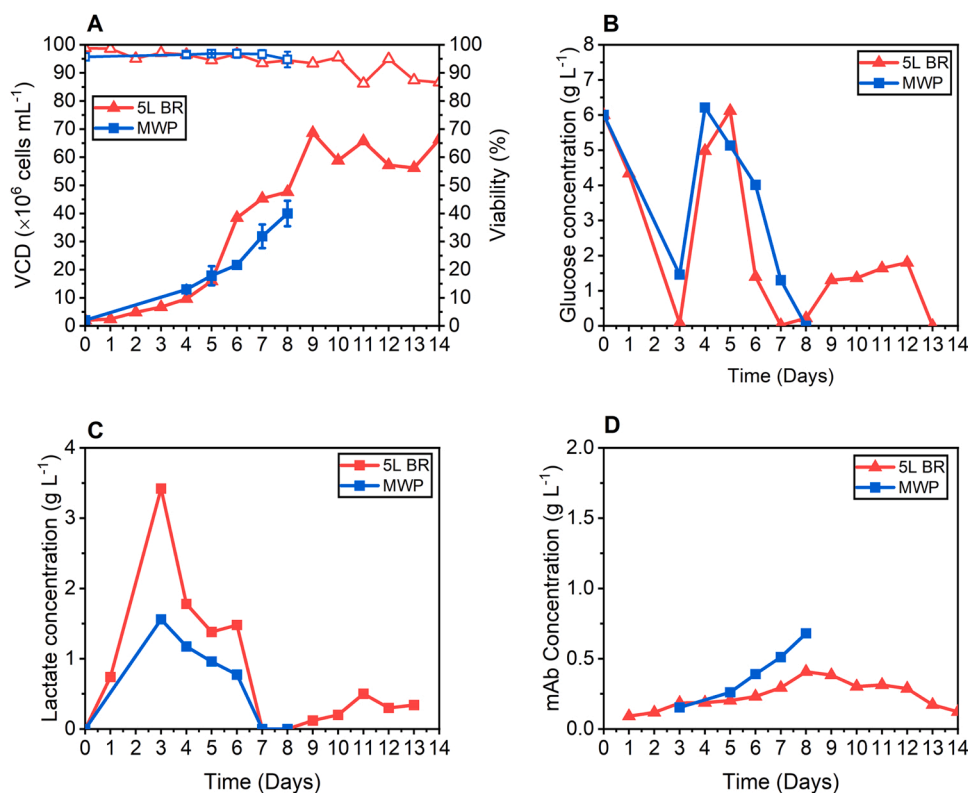 A
VCD (×10⁶ cells mL⁻¹)
100
90
80
70
60
50
40
30
20
10
0
5L BR
MWP
100
90
80
70
60
50
40
30
20
10
0
Viability (%)
0 1 2 3 4 5 6 7 8 9 10 11 12 13 14
B
Glucose concentration (g L⁻¹)
8
7
6
5
4
3
2
1
0
5L BR
MWP
0 1 2 3 4 5 6 7 8 9 10 11 12 13 14
Time (Days)
C
Lactate concentration (g L⁻¹)
4
3
2
1
0
5L BR
MWP
0 1 2 3 4 5 6 7 8 9 10 11 12 13 14
Time (Days)
D
mAb Concentration (g L⁻¹)
2.0
1.5
1.0
0.5
0.0
5L BR
MWP
0 1 2 3 4 5 6 7 8 9 10 11 12 13 14
Time (Days)